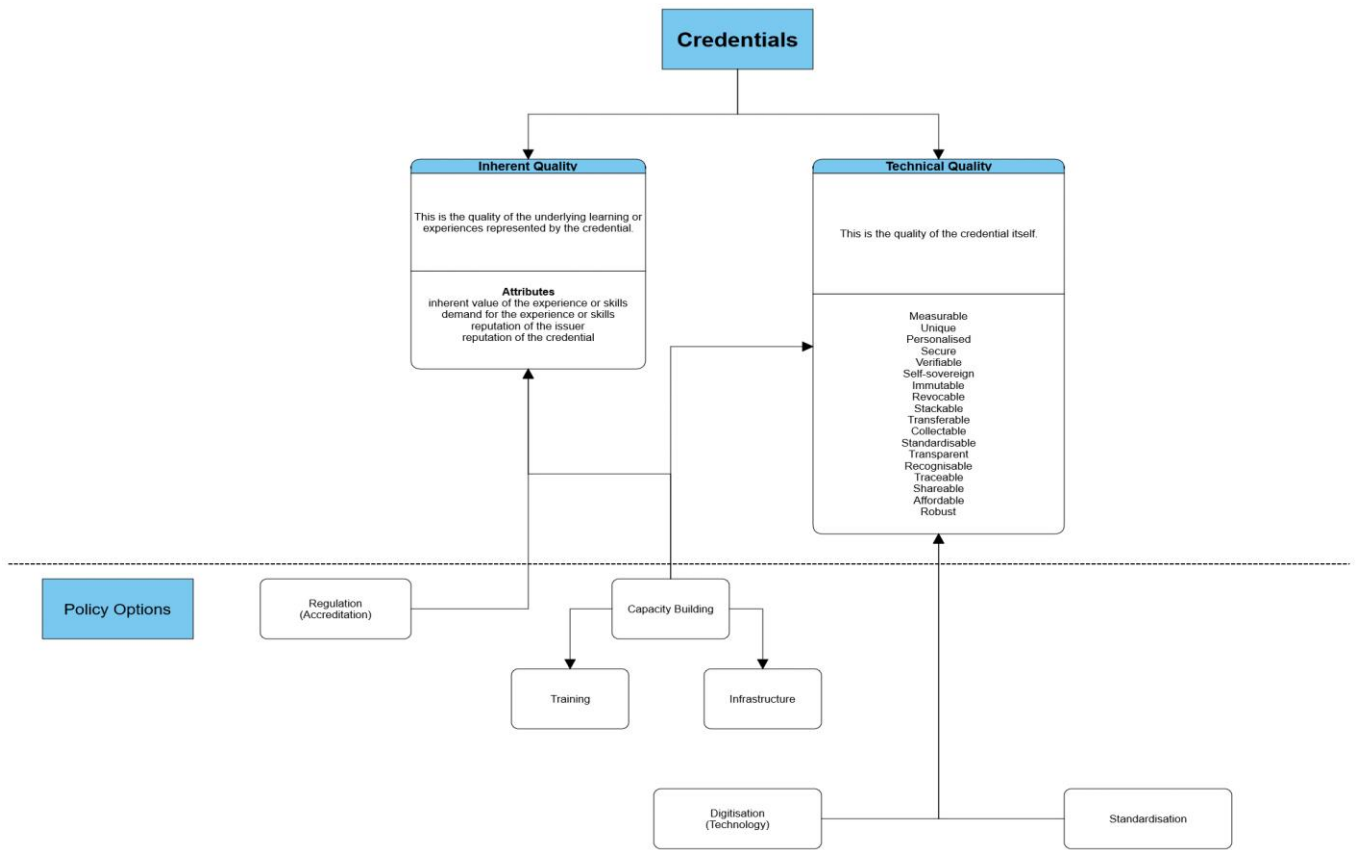 Credentials
Inherent Quality
This is the quality of the underlying learning or
experiences represented by the credential.
Attributes
inherent value of the experience or skills
demand for the experience or skills
reputation of the issuer
reputation of the credential
Technical Quality
This is the quality of the credential itself.
Measurable
Unique
Personalised
Secure
Verifiable
Self-sovereign
Immutable
Revocable
Stackable
Transferable
Collectable
Standardisable
Transparent
Recognisable
Traceable
Shareable
Affordable
Robust
Policy Options
Regulation
(Accreditation)
Capacity Building
Training
Infrastructure
Digitisation
(Technology)
Standardisation